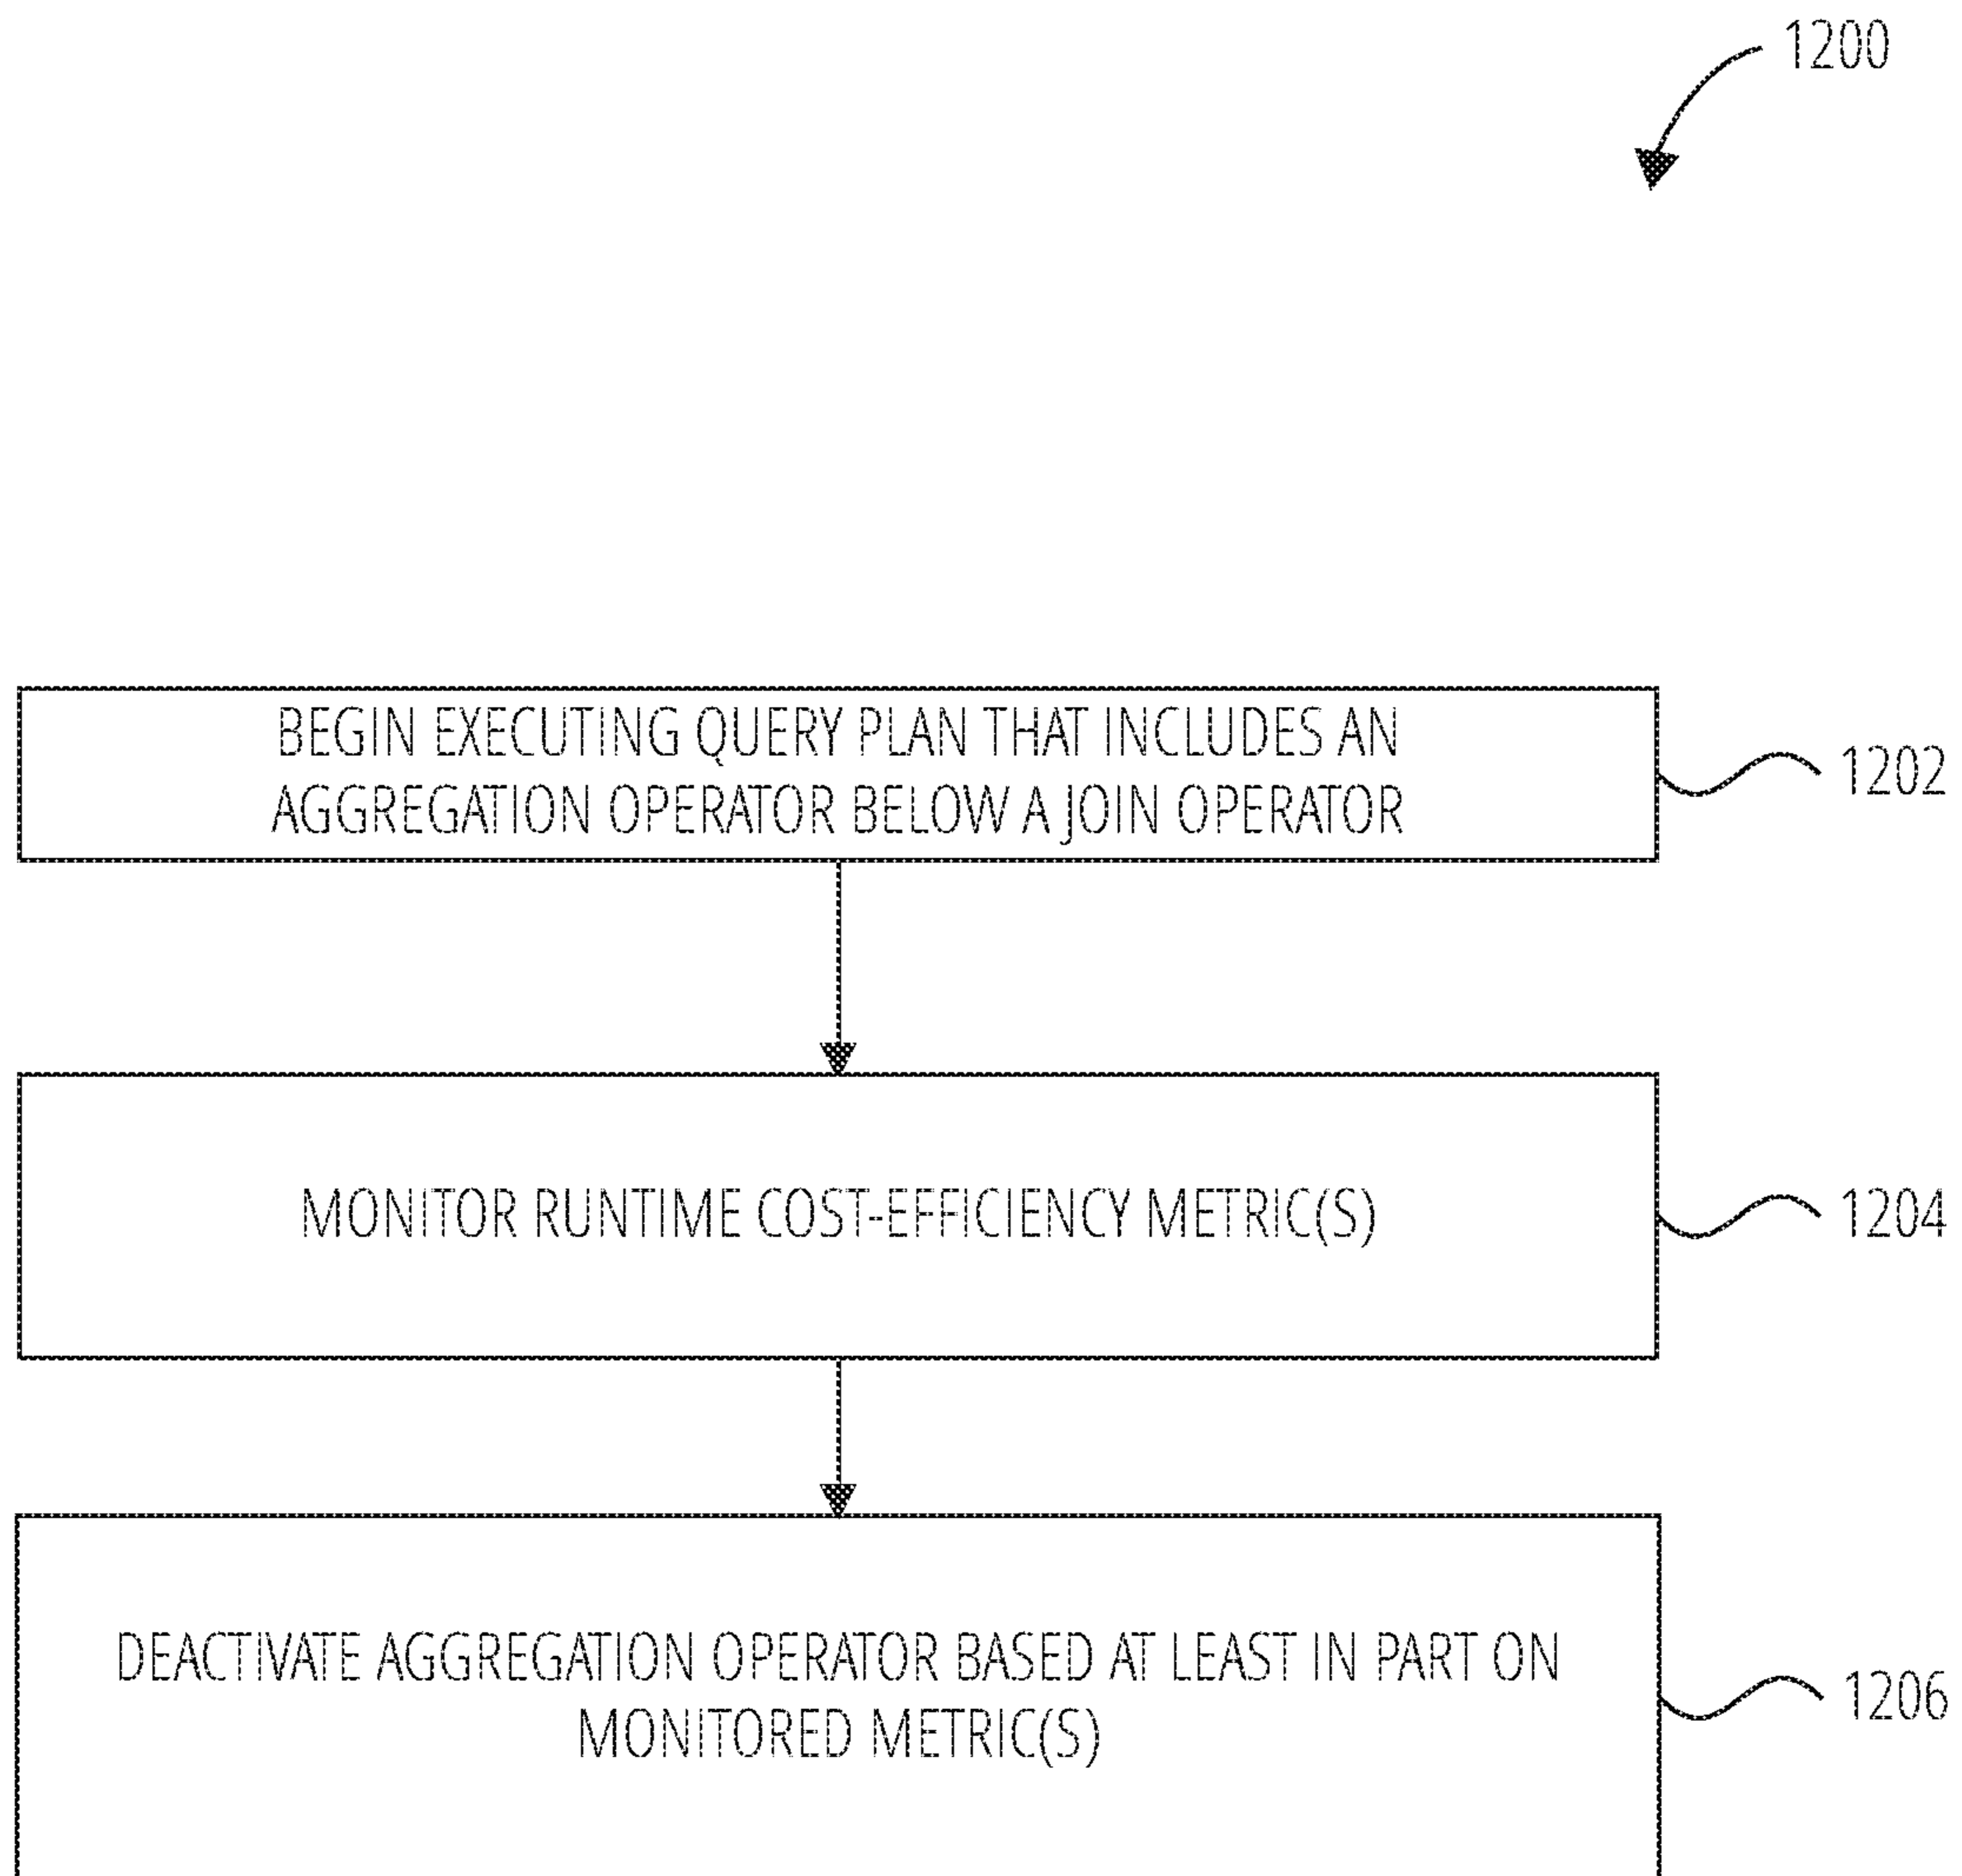 1200
BEGIN EXECUTING QUERY PLAN THAT INCLUDES AN
AGGREGATION OPERATOR BELOW A JOIN OPERATOR
1202
MONITOR RUNTIME COST-EFFICIENCY METRIC(S)
1204
DEACTIVATE AGGREGATION OPERATOR BASED AT LEAST IN PART ON
MONITORED METRIC(S)
1206